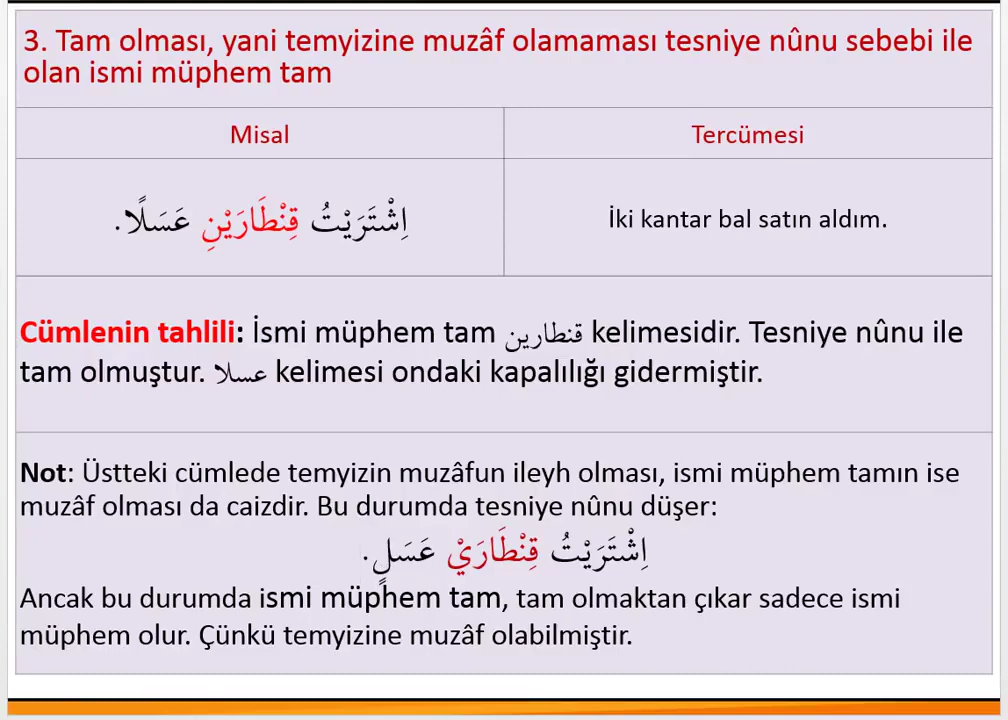 3. Tam olması, yani temyizine muzâf olamaması tesniye nûnu sebebi ile
olan ismi müphem tam
Misal
Tercümesi
اِشْتَرَيْتُ قِنْطَارَيْنِ عَسَلًا.
İki kantar bal satın aldım.
Cümlenin tahlili: İsmi müphem tam قنطارين kelimesidir. Tesniye nûnu ile
tam olmuştur. عسلا kelimesi ondaki kapalılığı gidermiştir.
Not: Üstteki cümlede temyizin muzâfun ileyh olması, ismi müphem tamın ise
muzâf olması da caizdir. Bu durumda tesniye nûnu düşer:
اِشْتَرَيْتُ قِنْطَارَيْ عَسَلٍ.
Ancak bu durumda ismi müphem tam, tam olmaktan çıkar sadece ismi
müphem olur. Çünkü temyizine muzâf olabilmiştir.